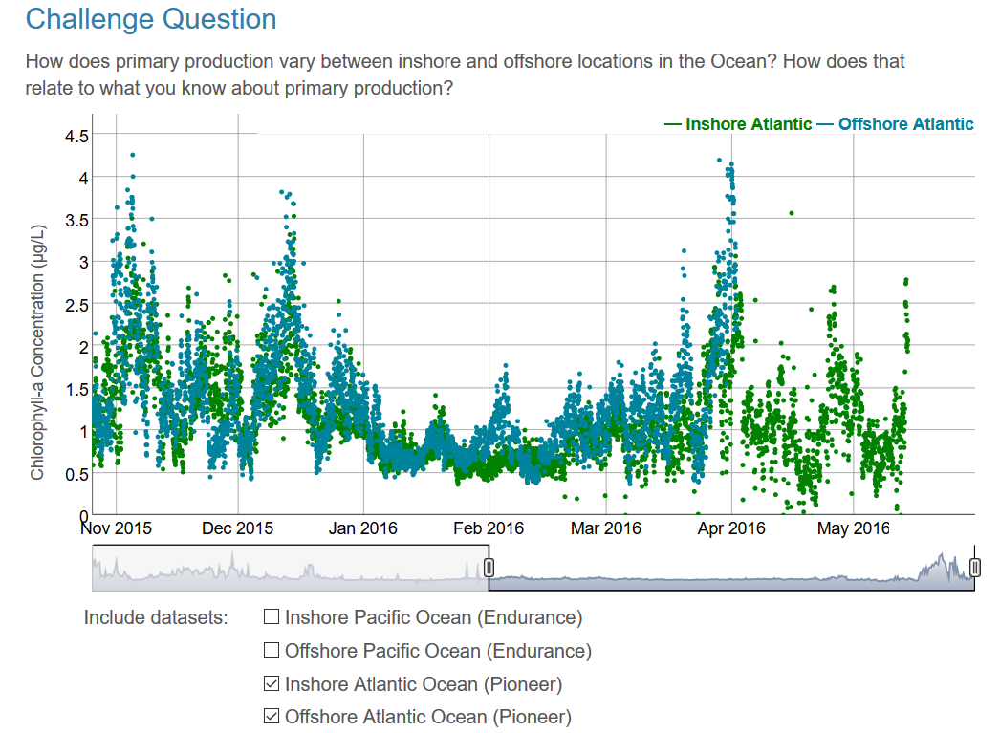 Challenge Question
How does primary production vary between inshore and offshore locations in the Ocean? How does that
relate to what you know about primary production?
Inshore Atlantic Offshore Atlantic
Chlorophyll-a Concentration (µg/L)
4.5
4
3.5
3
2.5
2
1.5
1
0.5
0
Nov 2015 Dec 2015 Jan 2016 Feb 2016 Mar 2016 Apr 2016 May 2016
Include datasets:
Inshore Pacific Ocean (Endurance)
Offshore Pacific Ocean (Endurance)
Inshore Atlantic Ocean (Pioneer)
Offshore Atlantic Ocean (Pioneer)